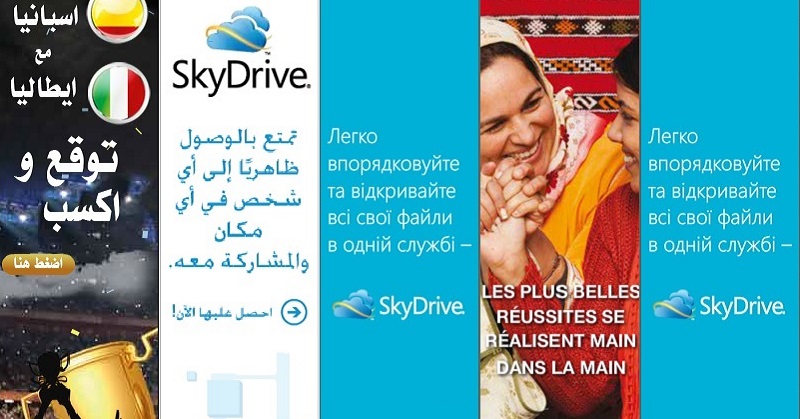 اسبانيا
مع
ايطاليا
توقع و
اكسب
اضغط هنا
SkyDrive.
تمتع بالوصول
ظاهريًا إلى أي
شخص في أي
مكان
والمشاركة معه.
احصل عليها الآن!
Легко
впорядковуйте
та відкривайте
всі свої файли
в одній службі –
SkyDrive.
LES PLUS BELLES
RÉUSSITES SE
RÉALISENT MAIN
DANS LA MAIN
Легко
впорядковуйте
та відкривайте
всі свої файли
в одній службі –
SkyDrive.